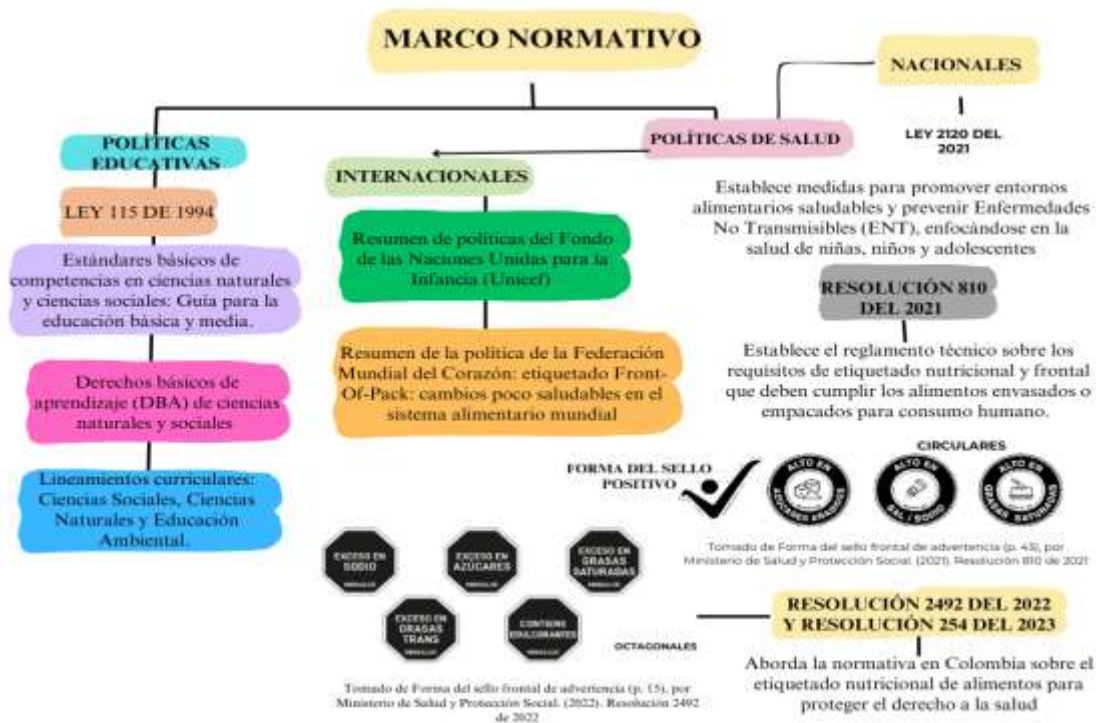 MARCO NORMATIVO
NACIONALES
LEY 2120 DEL
2021
POLÍTICAS DE SALUD
POLÍTICAS
EDUCATIVAS
LEY 115 DE 1994
Estándares básicos de
competencias en ciencias naturales
y ciencias sociales: Guía para la
educación básica y media.
Derechos básicos de
aprendizaje (DBA) de ciencias
naturales y sociales
Lineamientos curriculares:
Ciencias Sociales, Ciencias
Naturales y Educación
Ambiental.
INTERNACIONALES
Resumen de políticas del Fondo
de las Naciones Unidas para la
Infancia (Unicef)
Resumen de la política de la Federación
Mundial del Corazón: etiquetado Front-
Of-Pack: cambios poco saludables en el
sistema alimentario mundial
Establece medidas para promover entornos
alimentarios saludables y prevenir Enfermedades
No Transmisibles (ENT), enfocándose en la
salud de niñas, niños y adolescentes
RESOLUCIÓN 810
DEL 2021
Establece el reglamento técnico sobre los
requisitos de etiquetado nutricional y frontal
que deben cumplir los alimentos envasados o
empacados para consumo humano.
CIRCULARES
FORMA DEL SELLO
POSITIVO
ALTO EN
AZÚCARES AÑADIDOS
ALTO EN
SAL / SODIO
ALTO EN
GRASAS SATURADAS
Tomado de Forma del sello frontal de advertencia (p. 43), por
Ministerio de Salud y Protección Social. (2021). Resolución 810 de 2021
EXCESO EN
SODIO
MINSALUD
EXCESO EN
AZÚCARES
MINSALUD
EXCESO EN
GRASAS
SATURADAS
MINSALUD
EXCESO EN
GRASAS
TRANS
MINSALUD
CONTIENE
EDULCORANTES
MINSALUD
OCTAGONALES
Tomado de Forma del sello frontal de advertencia (p. 15), por
Ministerio de Salud y Protección Social. (2022). Resolución 2492
de 2022
RESOLUCIÓN 2492 DEL 2022
Y RESOLUCIÓN 254 DEL 2023
Aborda la normativa en Colombia sobre el
etiquetado nutricional de alimentos para
proteger el derecho a la salud